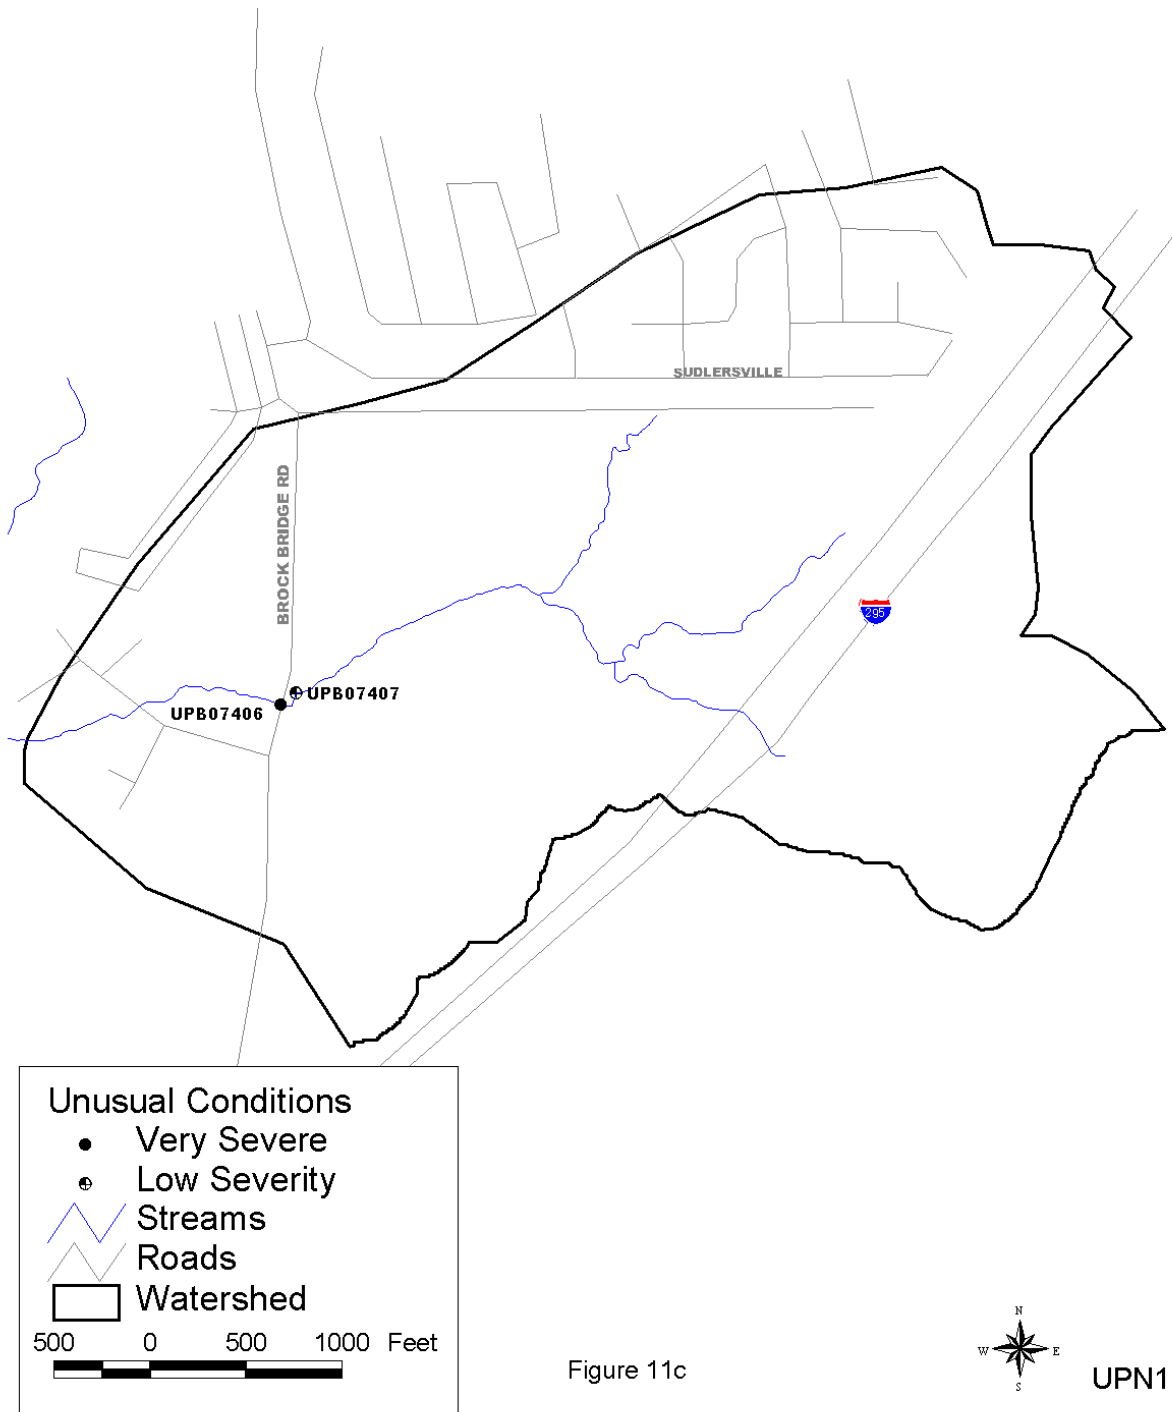 SUDLERSVILLE
BROCK BRIDGE RD
295
UPB07407
UPB07406
Unusual Conditions
Very Severe
Low Severity
Streams
Roads
Watershed
500 0 500 1000 Feet
Figure 11c
N
W E
S
UPN1